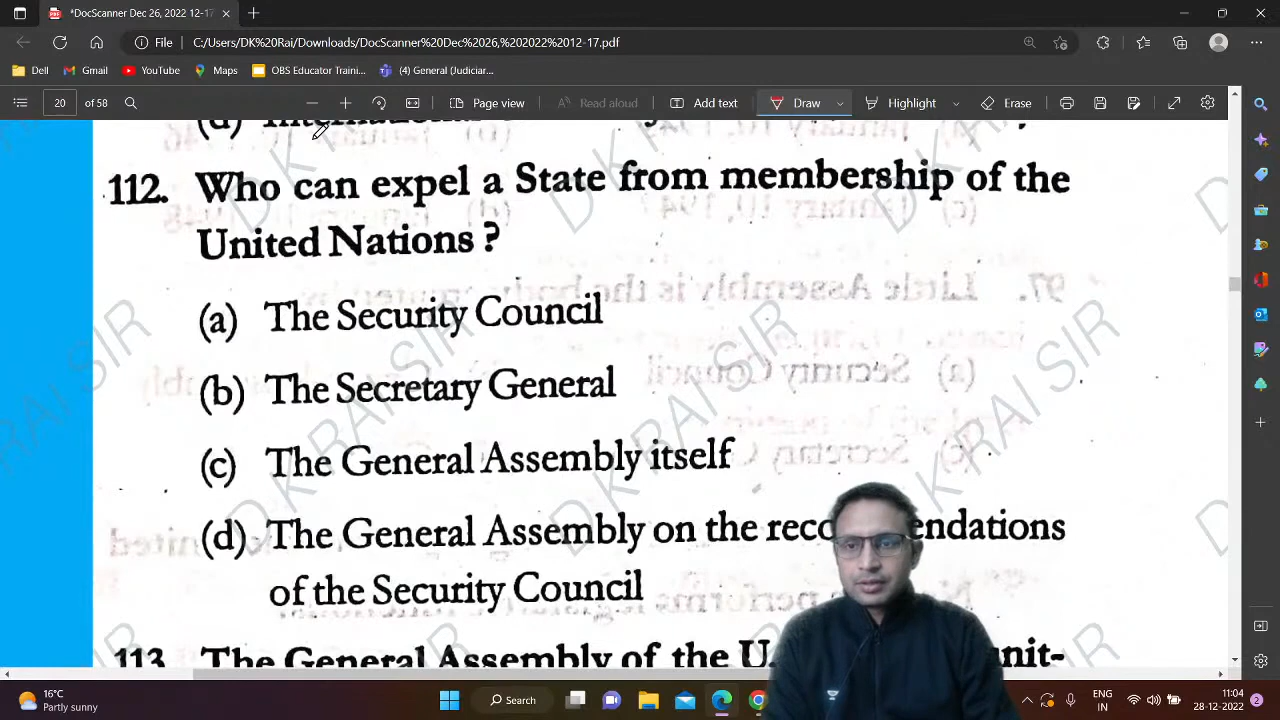 *DocScanner Dec 26, 2022 12-17
File
C:/Users/DK%20Rai/Downloads/DocScanner%20Dec%2026,%202022%2012-17.pdf
Dell
Gmail
YouTube
Maps
OBS Educator Traini...
(4) General (Judiciar...
20 of 58
Page view
Read aloud
Add text
Draw
Highlight
Erase
112. Who can expel a State from membership of the
United Nations ?
(a) The Security Council
(b) The Secretary General
(c) The General Assembly itself
(d) The General Assembly on the reco endations
of the Security Council
113. The General Assembly of the U.
D K RAI SIR
16°C
Partly sunny
Search
ENG
IN
11:04
28-12-2022
2